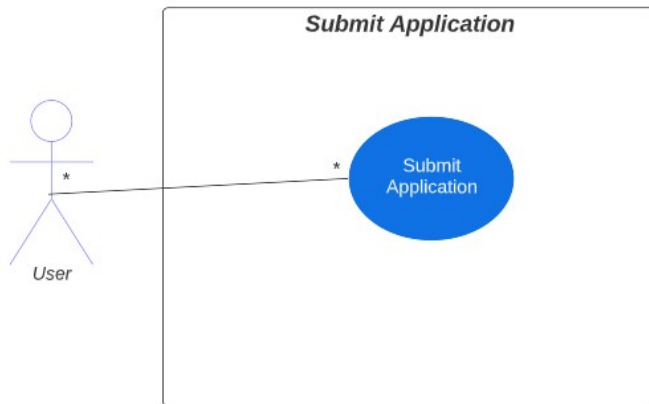 Submit Application
*
*
Submit
Application
User